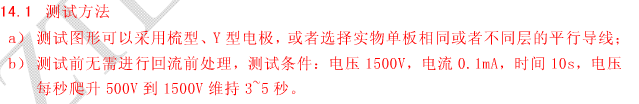 14.1 测试方法
a） 测试图形可以采用梳型、Y 型电极，或者选择实物单板相同或者不同层的平行导线；
b） 测试前无需进行回流前处理，测试条件：电压 1500V，电流 0.1mA，时间 10s，电压
每秒爬升 500V 到 1500V 维持 3~5 秒。